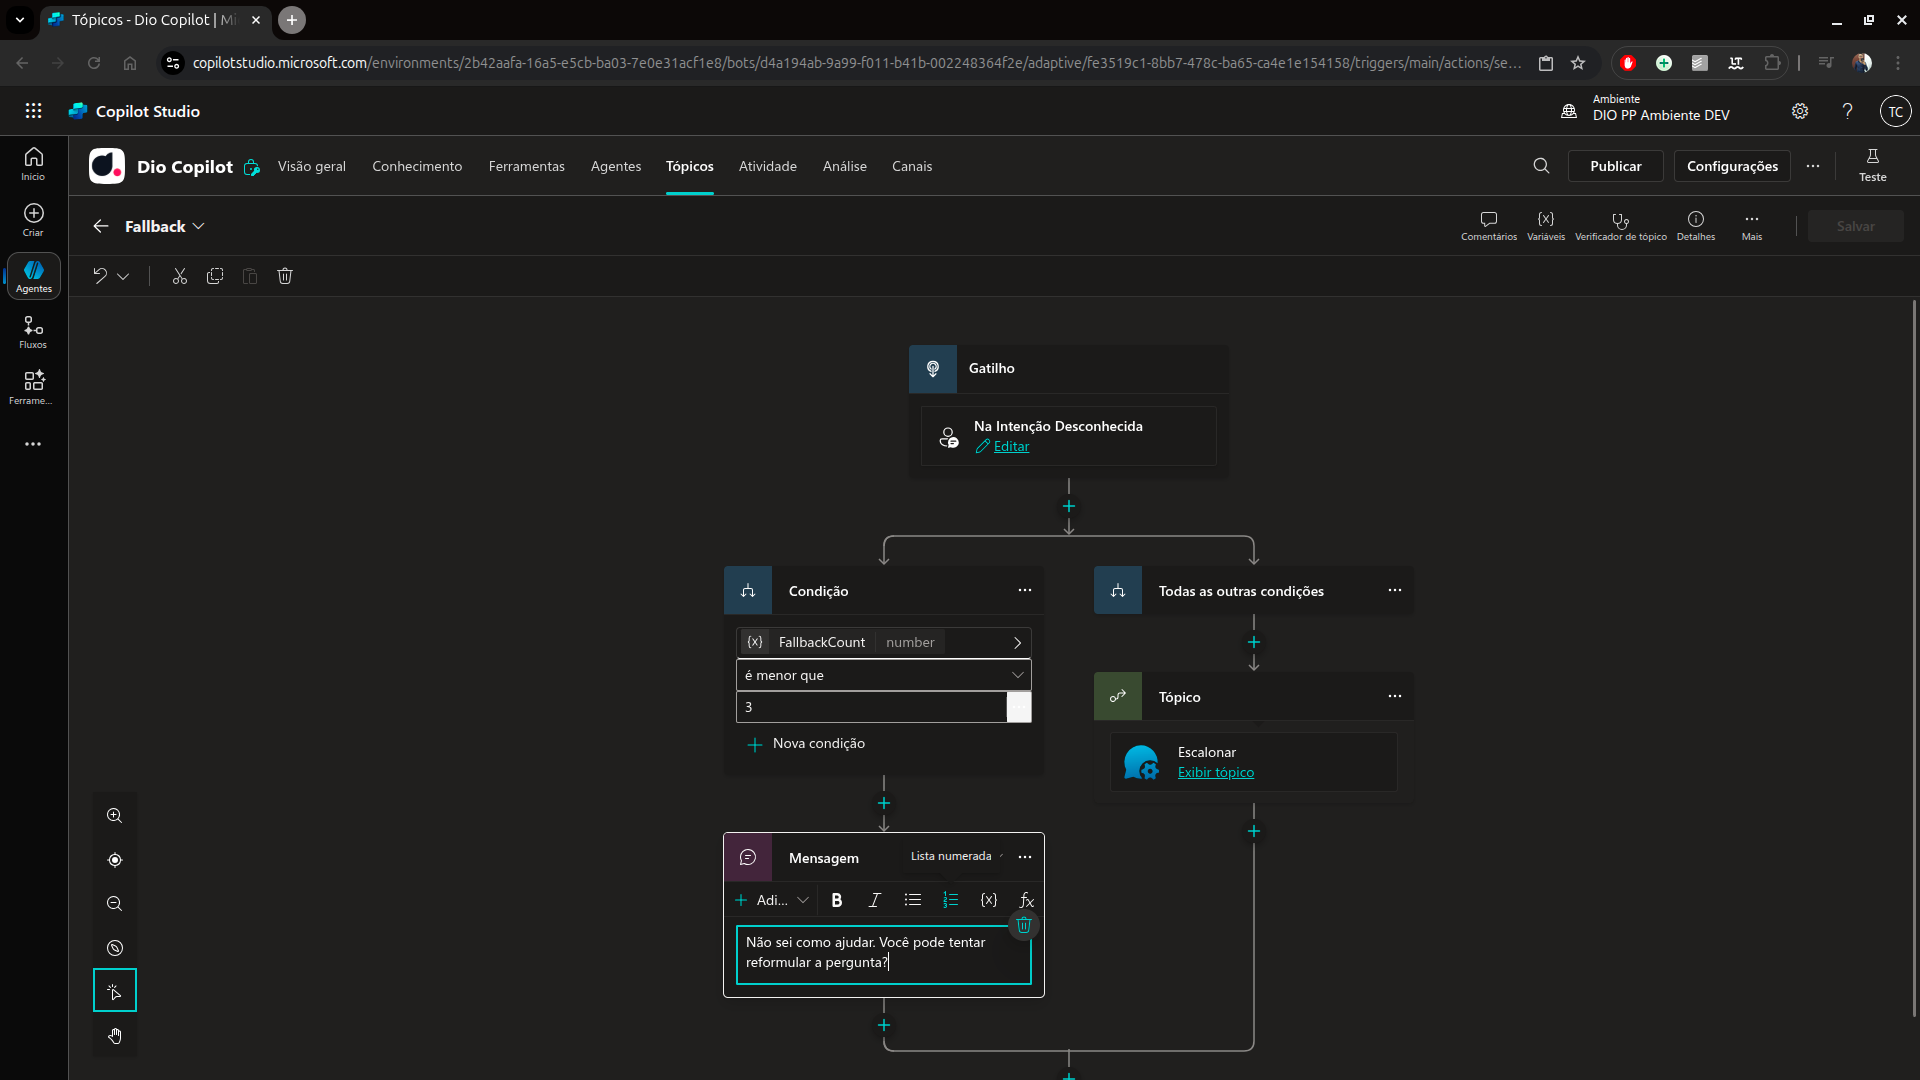 Tópicos - Dio Copilot | Mi
copilotstudio.microsoft.com/environments/2b42aafa-16a5-e5cb-ba03-7e0e31acf1e8/bots/d4a194ab-9a99-f011-b41b-002248364f2e/adaptive/fe3519c1-8bb7-478c-ba65-ca4e1e154158/triggers/main/actions/se...
Copilot Studio
Ambiente
DIO PP Ambiente DEV
TC
Início
Criar
Agentes
Fluxos
Ferrame...
Dio Copilot
Visão geral
Conhecimento
Ferramentas
Agentes
Tópicos
Atividade
Análise
Canais
Publicar
Configurações
Teste
Fallback
Comentários
Variáveis
Verificador de tópico
Detalhes
Mais
Salvar
Gatilho
Na Intenção Desconhecida
Editar
Condição
{x} FallbackCount number
é menor que
3
Nova condição
Todas as outras condições
Tópico
Escalonar
Exibir tópico
Mensagem
Lista numerada
Adi...
B I {x} fx
Não sei como ajudar. Você pode tentar
reformular a pergunta?